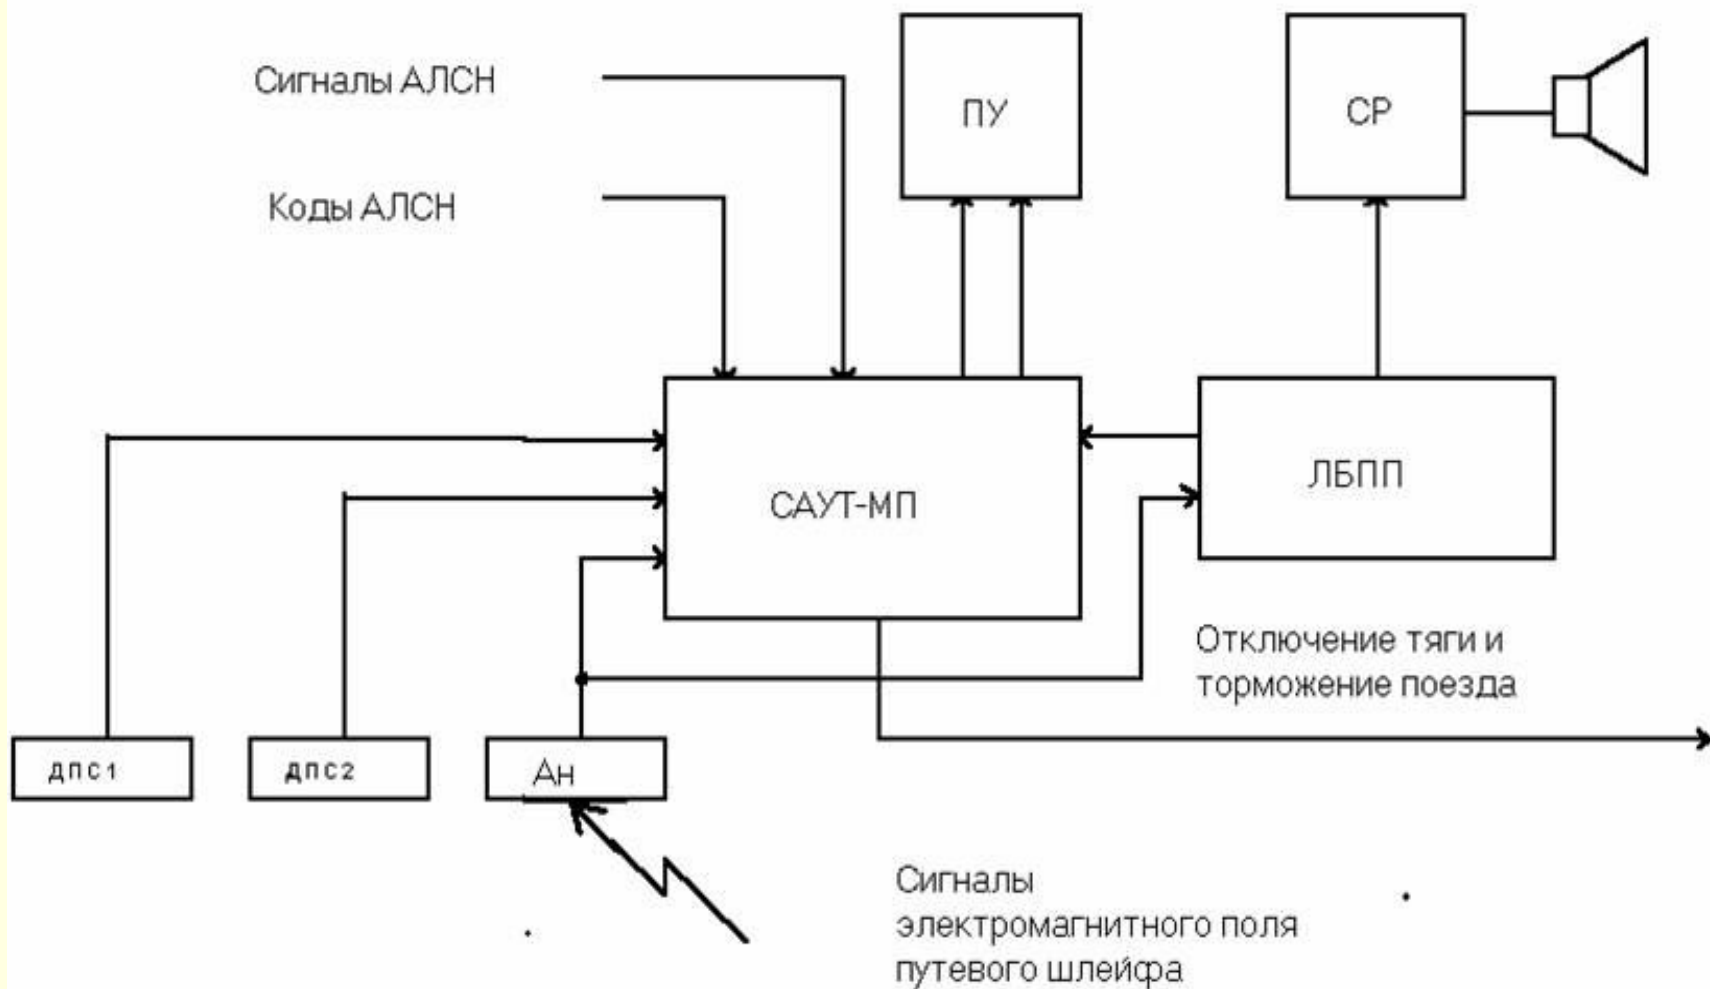 Сигналы АЛСН
ПУ
СР
Коды АЛСН
ЛБПП
САУТ-МП
Отключение тяги и
торможение поезда
ДПС1
ДПС2
Ан
Сигналы
электромагнитного поля
путевого шлейфа